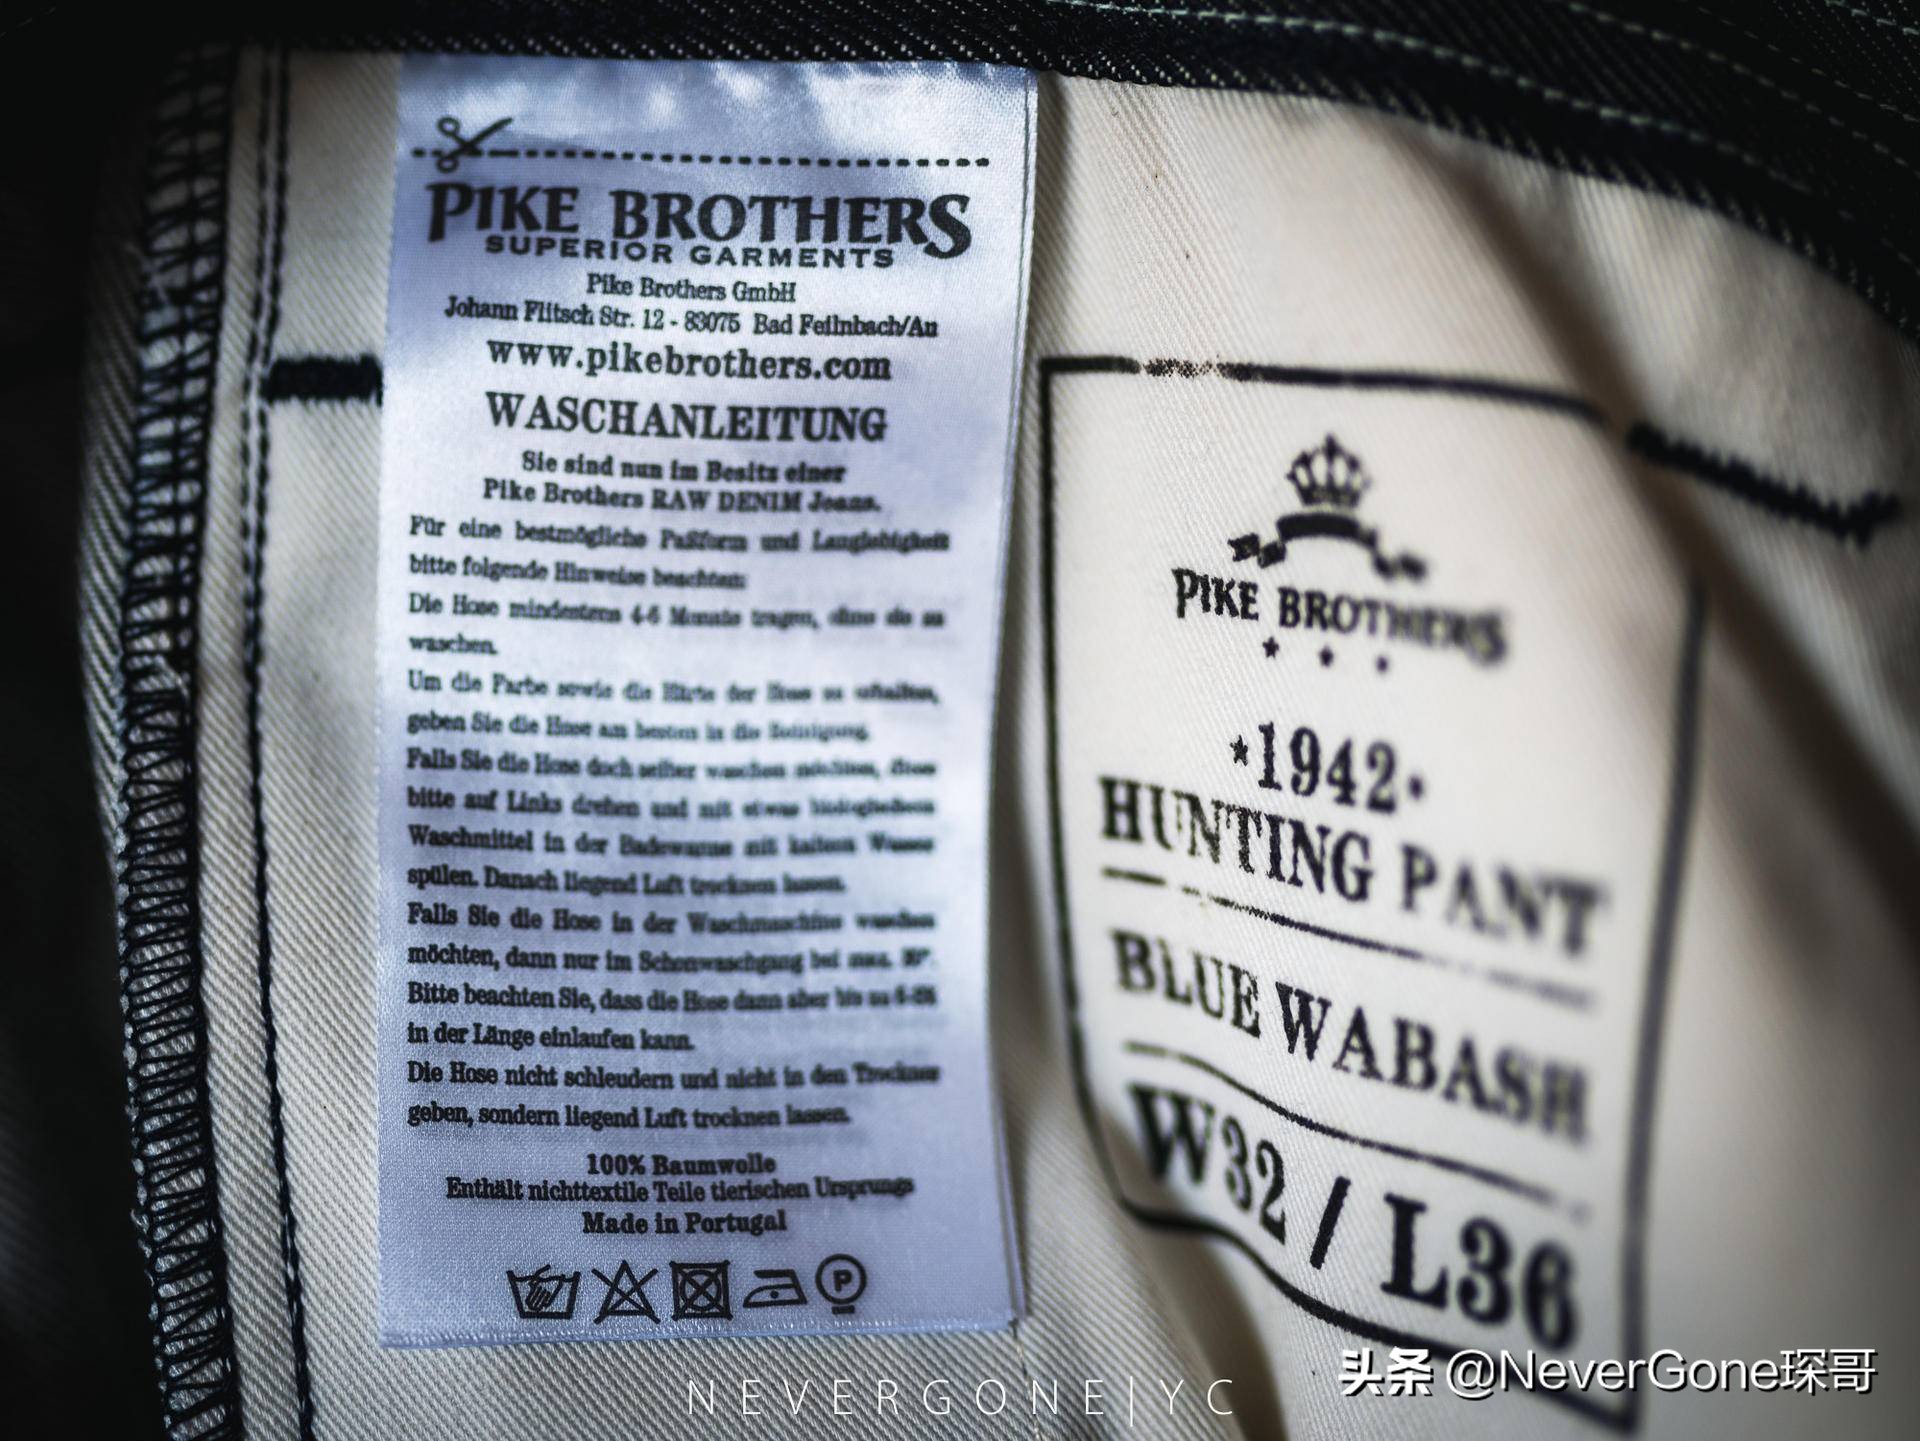 PIKE BROTHERS
SUPERIOR GARMENTS
Pike Brothers GmbH
Johann Flitsch Str. 12 - 83075 Bad Feilnbach/Au
www.pikebrothers.com
WASCHANLEITUNG
Sie sind nun im Besitz einer
Pike Brothers RAW DENIM Jeans.
Für eine bestmögliche Paßform und Langlebigkeit
bitte folgende Hinweise beachten:
Die Hose mindestens 4-6 Monate tragen, ohne sie zu
waschen.
Um die Farbe sowie die Härte der Hose zu erhalten,
geben Sie die Hose am besten in die Reinigung.
Falls Sie die Hose doch selber waschen möchten, diese
bitte auf Links drehen und mit etwas biologischem
Waschmittel in der Badewanne mit kaltem Wasser
spülen. Danach liegend Luft trocknen lassen.
Falls Sie die Hose in der Waschmaschine waschen
möchten, dann nur im Schonwaschgang bei max. 30°.
Bitte beachten Sie, dass die Hose dann aber bis zu
in der Länge einlaufen kann.
Die Hose nicht schleudern und nicht in den Trockner
geben, sondern liegend Luft trocknen lassen.
100% Baumwolle
Enthält nichttextile Teile tierischen Ursprungs
Made in Portugal
P
PIKE BROTHERS
1942
HUNTING PANT
BLUE WABASH
W32 / L36
NEVERGONE|YC
头条 @NeverGone琛哥